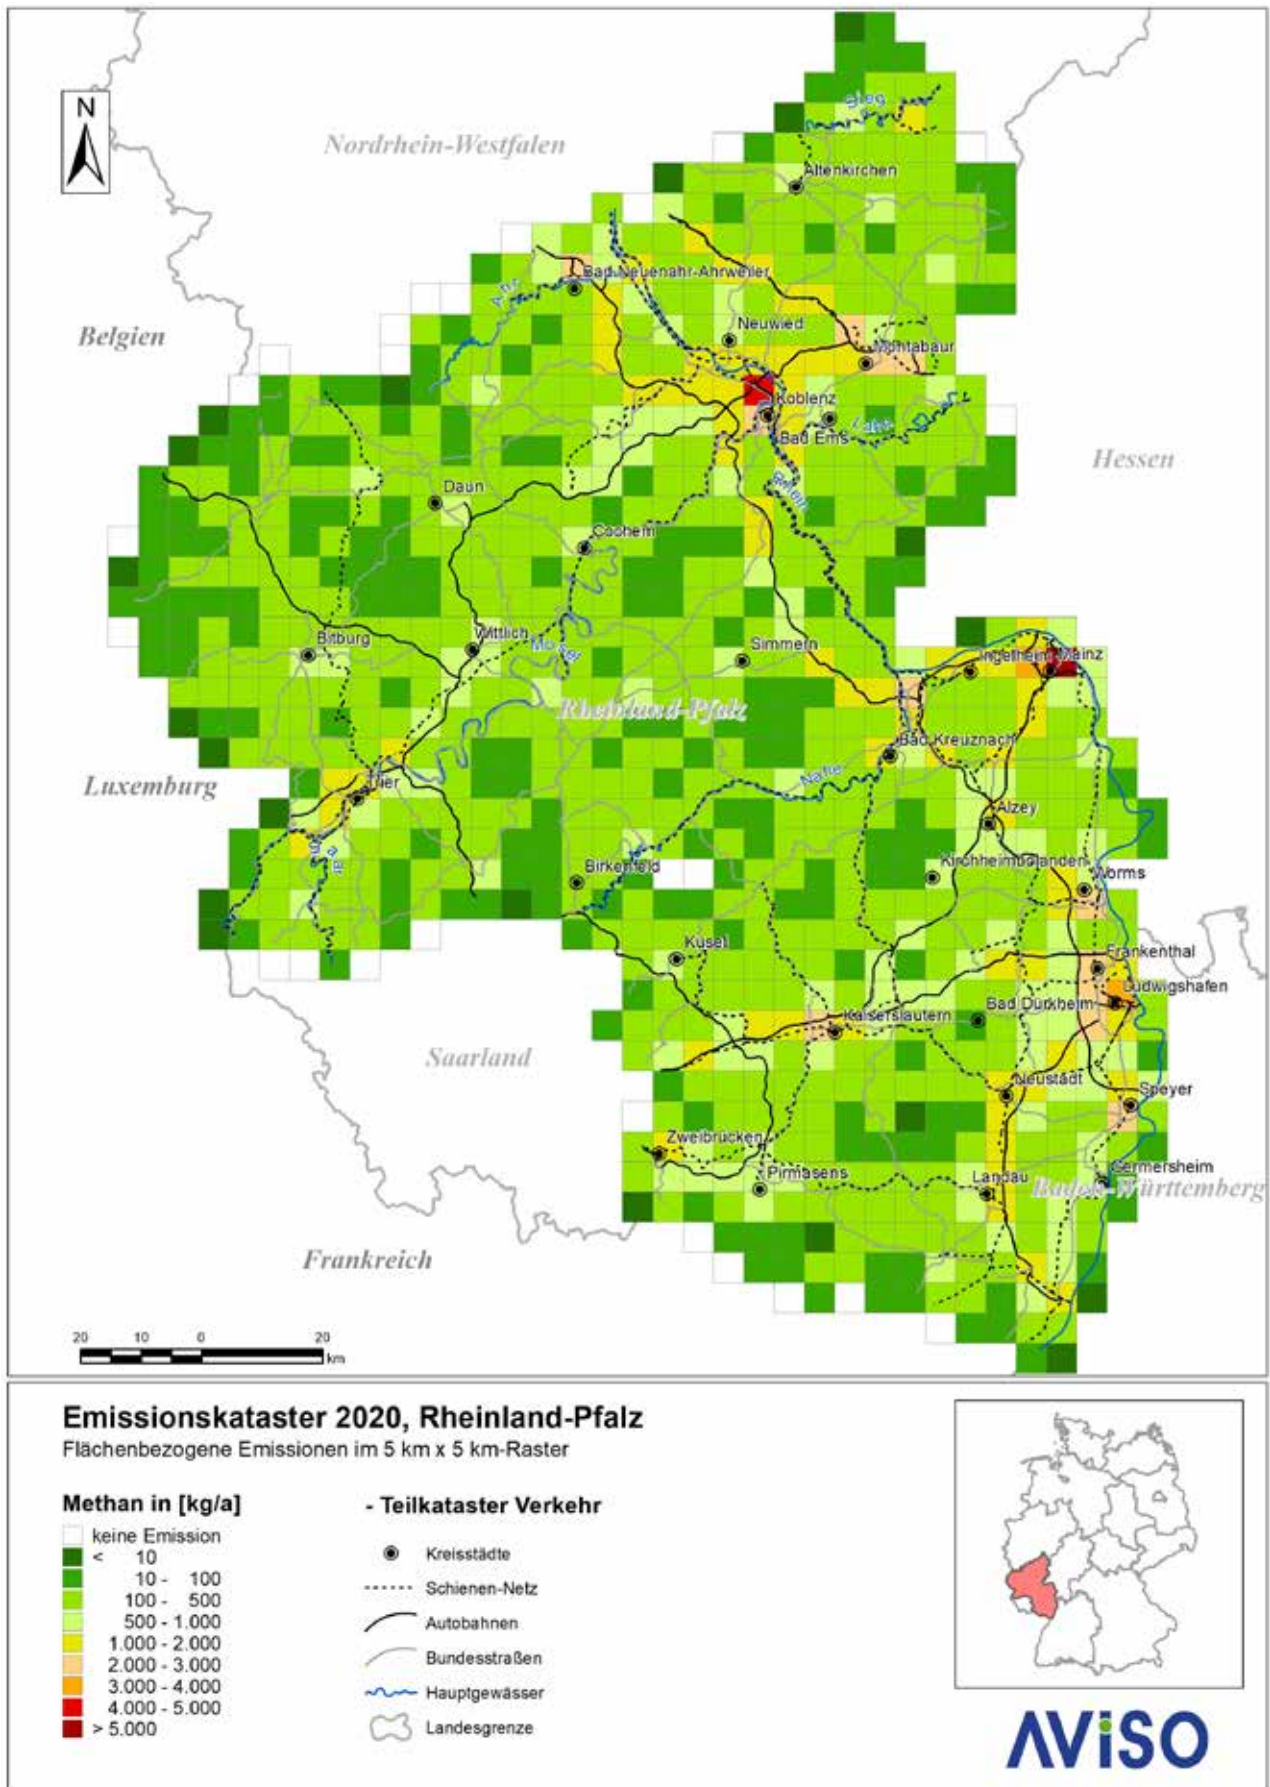 N
Nordrhein-Westfalen
Sieg
Altenkirchen
Bad Neuenahr-Ahrweiler
Ahr
Belgien
Neuwied
Montabaur
Koblenz
Bad Ems
Lahn
Hessen
Rhein
Daun
Cochem
Bitburg
Wittlich
Mosel
Simmern
Ingelheim
Mainz
Rheinland-Pfalz
Bad Kreuznach
Nahe
Luxemburg
Trier
Alzey
Saar
Birkenfeld
Kirchheimbolanden
Worms
Kusel
Frankenthal
Ludwigshafen
Bad Dürkheim
Kaiserslautern
Saarland
Neustadt
Speyer
Zweibrücken
Pirmasens
Landau
Germersheim
Baden-Württemberg
Frankreich
20 10 0 20
km
Emissionskataster 2020, Rheinland-Pfalz
Flächenbezogene Emissionen im 5 km x 5 km-Raster
Methan in [kg/a]
keine Emission
< 10
10 - 100
100 - 500
500 - 1.000
1.000 - 2.000
2.000 - 3.000
3.000 - 4.000
4.000 - 5.000
> 5.000
- Teilkataster Verkehr
Kreisstädte
Schienen-Netz
Autobahnen
Bundesstraßen
Hauptgewässer
Landesgrenze
AViSO